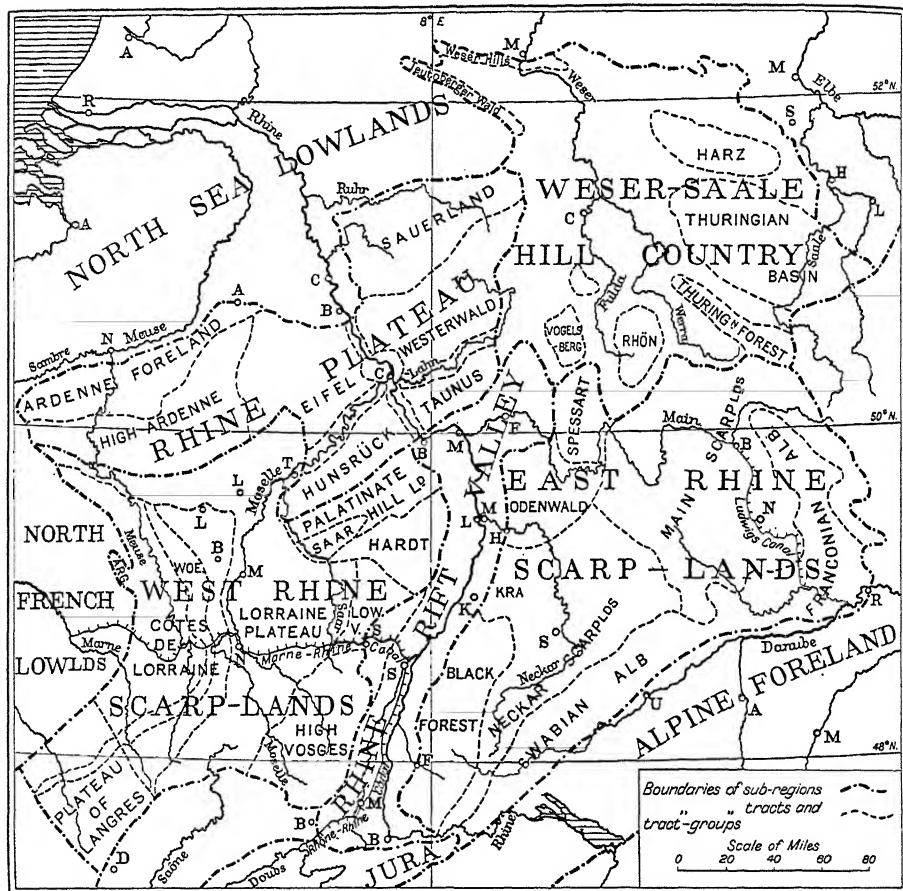 8° E
A
Weser Hills
M
Weser
M
Elbe
52° N.
Teutoberger Wald
R
Rhine
S
HARZ
NORTH SEA LOWLANDS
WESER-SAALE
H
Ruhr
SAUERLAND
THURINGIAN
L
A
C
HILL COUNTRY
Saale
BASIN
C
A
B
PLATEAU
WESTERWALD
Fulda
Werra
THURINGN FOREST
Sambre
N
Meuse
VOGELS
BERG
RHÖN
ARDENNE FORELAND
EIFEL
C
Lahn
TAUNUS
HIGH ARDENNE
RHINE
SPESSART
50° N.
Main
F
M
B
B
Moselle
T
HUNSRÜCK
VALLEY
EAST RHINE
MAIN SCARPLDS
ALB
L
PALATINATE
SAAR HILL LD
ODENWALD
N
Ludwigs Canal
NORTH
L
HARDT
L
M
H
Meuse
B
ARG.
WOE.
M
WEST RHINE
RIFT
SCARP-LANDS
FRANCONIAN
FRENCH
LORRAINE
PLATEAU
LOW
V.
Saar
K
KRA
R
CÔTES
DE
LORRAINE
S
S
Danube
Marne
LOWLDS
N
Marne-Rhine Canal
S
BLACK
Neckar
NECKAR SCARPLDS
SCARP-LANDS
HIGH
VOSGES
FOREST
SWABIAN ALB
U
A
ALPINE FORELAND
Moselle
RHINE
F
M
48° N.
PLATEAU
OF
LANGRES
M
B
Rhône-Rhine
B
Rhine
D
Saône
Doubs
JURA
Boundaries of sub-regions
" " tracts and
tract-groups
Scale of Miles
0 20 40 60 80